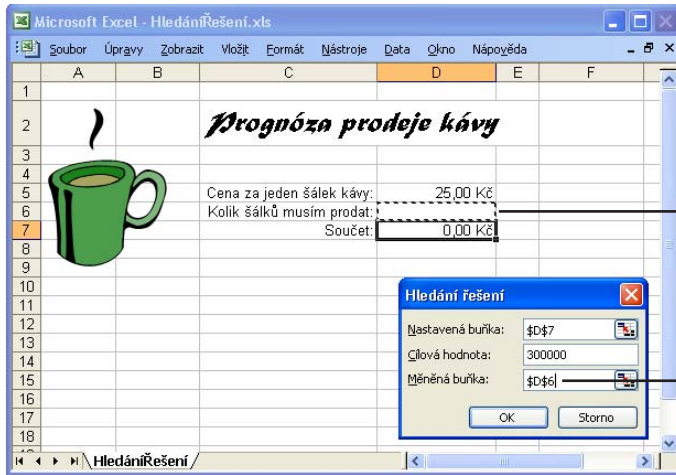 Microsoft Excel - HledáníŘešení.xls
Soubor Úpravy Zobrazit Vložit Formát Nástroje Data Okno Nápověda
A B C D E F
1
2 Prognóza prodeje kávy
3
4
5 Cena za jeden šálek kávy: 25,00 Kč
6 Kolik šálků musím prodat:
7 Součet: 0,00 Kč
8
9
10
11
12
13
14
15
16
17
18
Hledání řešení
Nastavená buňka: $D$7
Cílová hodnota: 300000
Měněná buňka: $D$6
OK Storno
HledáníŘešení